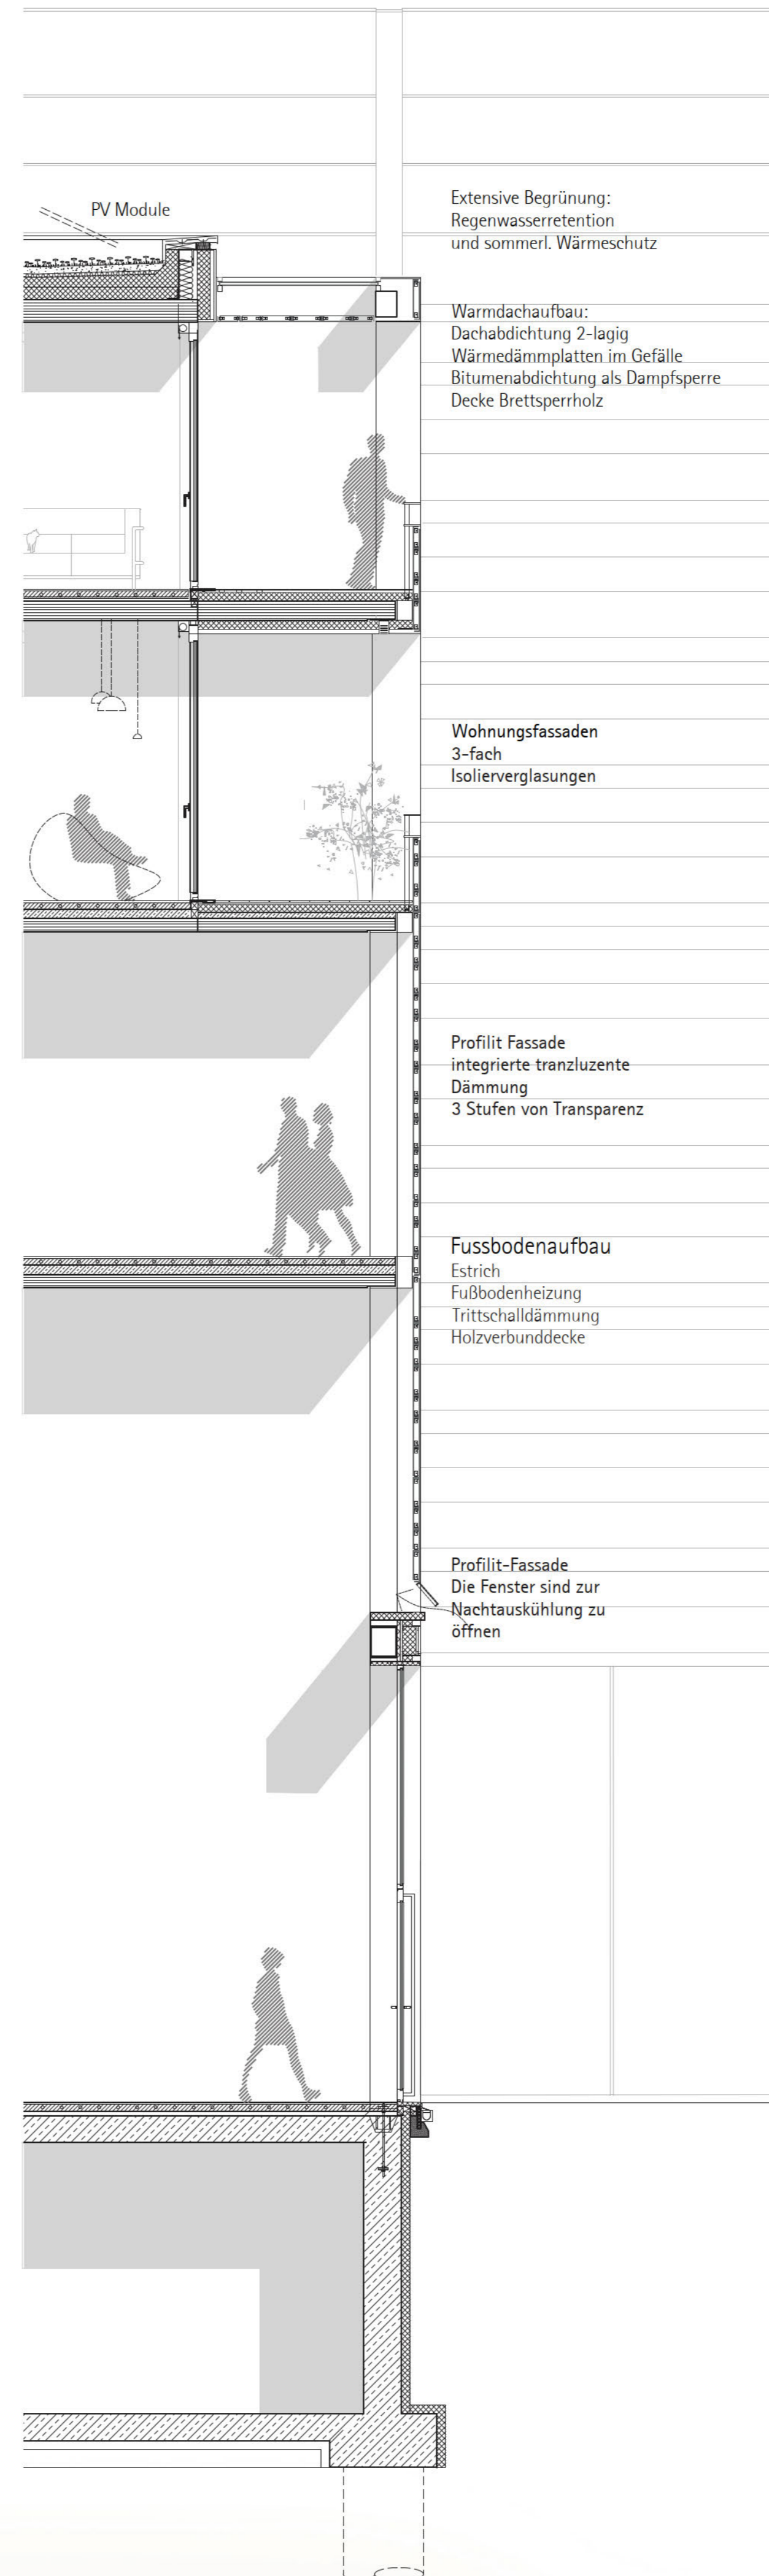 PV Module
Extensive Begrünung:
Regenwasserretention
und sommerl. Wärmeschutz
Warmdachaufbau:
Dachabdichtung 2-lagig
Wärmedämmplatten im Gefälle
Bitumenabdichtung als Dampfsperre
Decke Brettsperrholz
Wohnungsfassaden
3-fach
Isolierverglasungen
Profilit Fassade
integrierte tranzluzente
Dämmung
3 Stufen von Transparenz
Fussbodenaufbau
Estrich
Fußbodenheizung
Trittschalldämmung
Holzverbunddecke
Profilit-Fassade
Die Fenster sind zur
Nachtauskühlung zu
öffnen